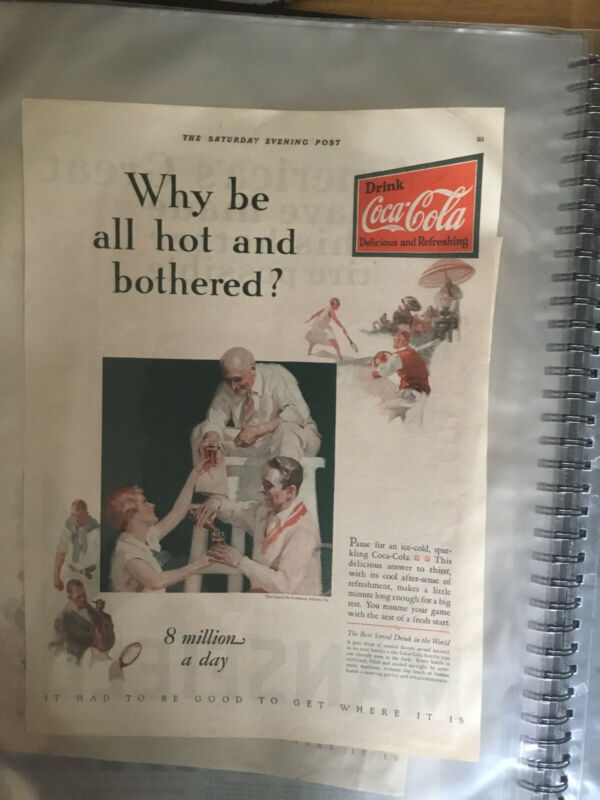 THE SATURDAY EVENING POST
Why be
all hot and
bothered?
Drink
Coca-Cola
Delicious and Refreshing
Pause for an ice-cold, spar-
kling Coca-Cola. This
delicious answer to thirst,
with its cool after-sense of
refreshment, makes a little
minute long enough for a big
rest. You resume your game
with the zest of a fresh start.
The Best Served Drink in the World
8 million
a day
IT HAD TO BE GOOD TO GET WHERE IT IS